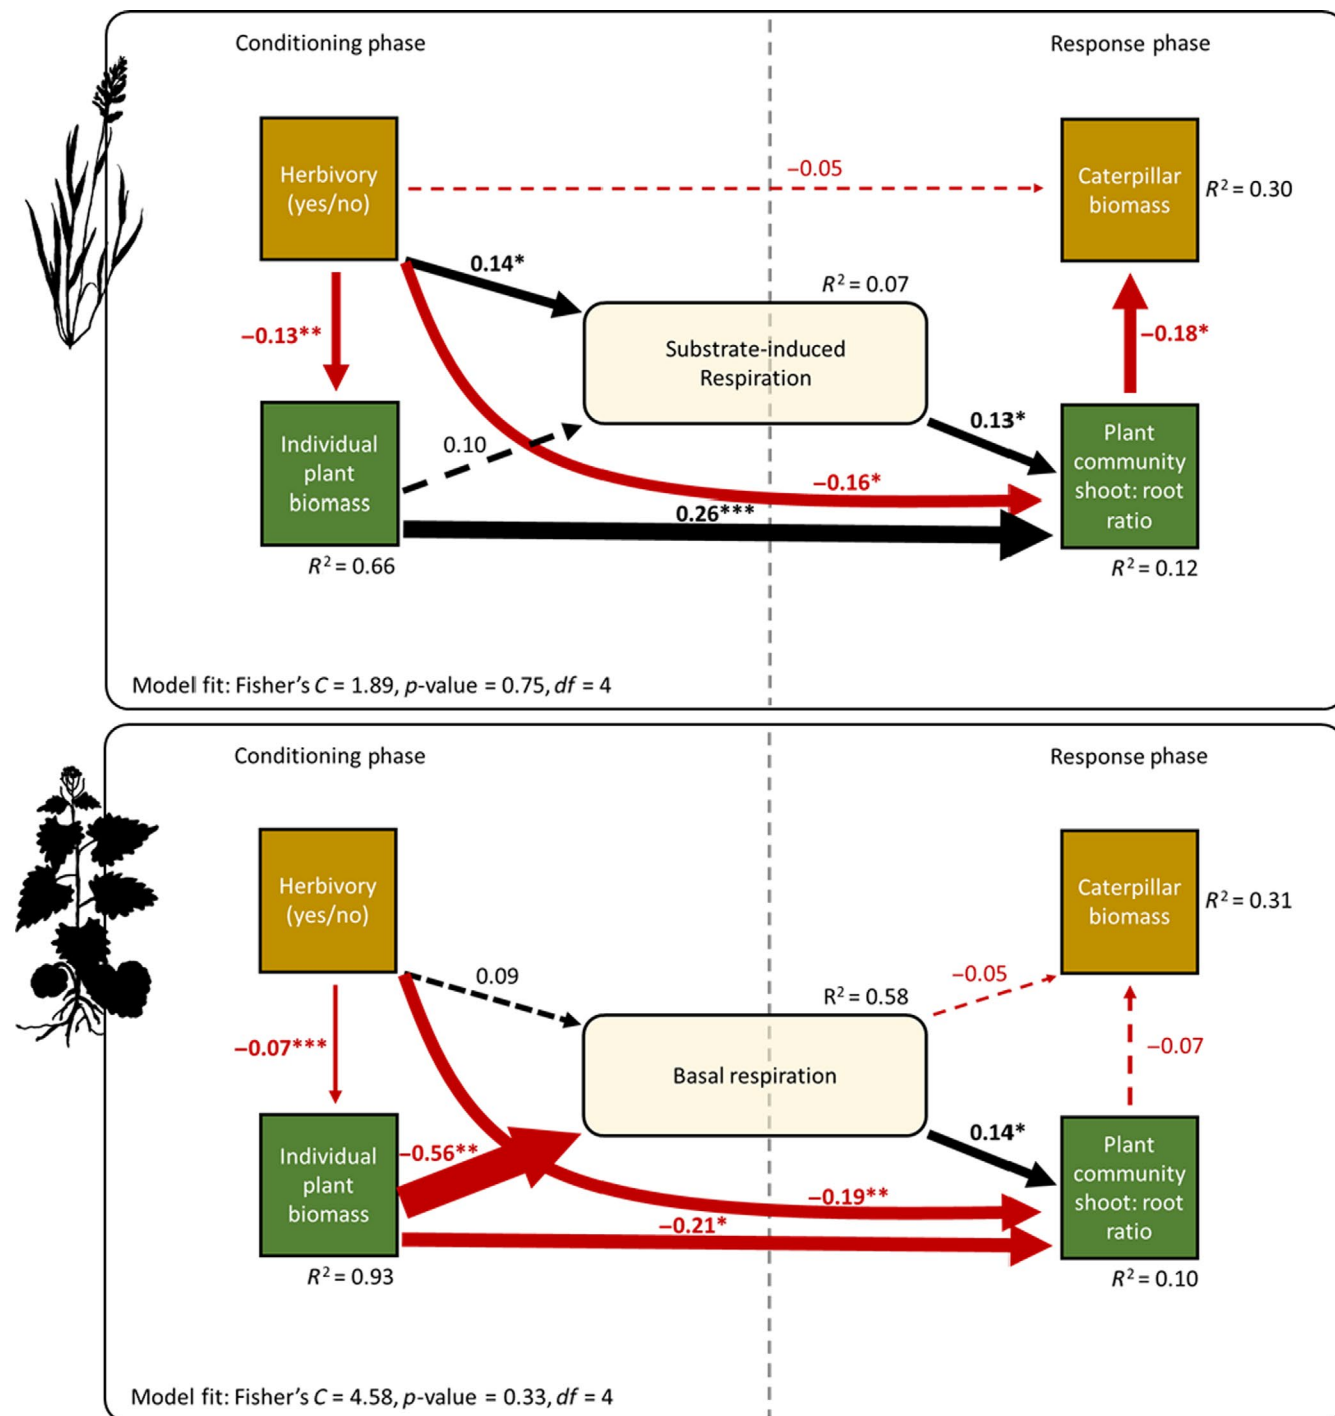 Conditioning phase
Response phase
Herbivory
(yes/no)
−0.05
Caterpillar
biomass
R² = 0.30
0.14*
R² = 0.07
−0.13**
Substrate-induced
Respiration
−0.18*
Individual
plant
biomass
0.10
0.13*
Plant
community
shoot: root
ratio
−0.16*
0.26***
R² = 0.66
R² = 0.12
Model fit: Fisher's C = 1.89, p-value = 0.75, df = 4
Conditioning phase
Response phase
Herbivory
(yes/no)
Caterpillar
biomass
R² = 0.31
0.09
−0.05
R² = 0.58
−0.07***
Basal respiration
−0.07
Individual
plant
biomass
−0.56**
0.14*
Plant
community
shoot: root
ratio
−0.19**
−0.21*
R² = 0.93
R² = 0.10
Model fit: Fisher's C = 4.58, p-value = 0.33, df = 4